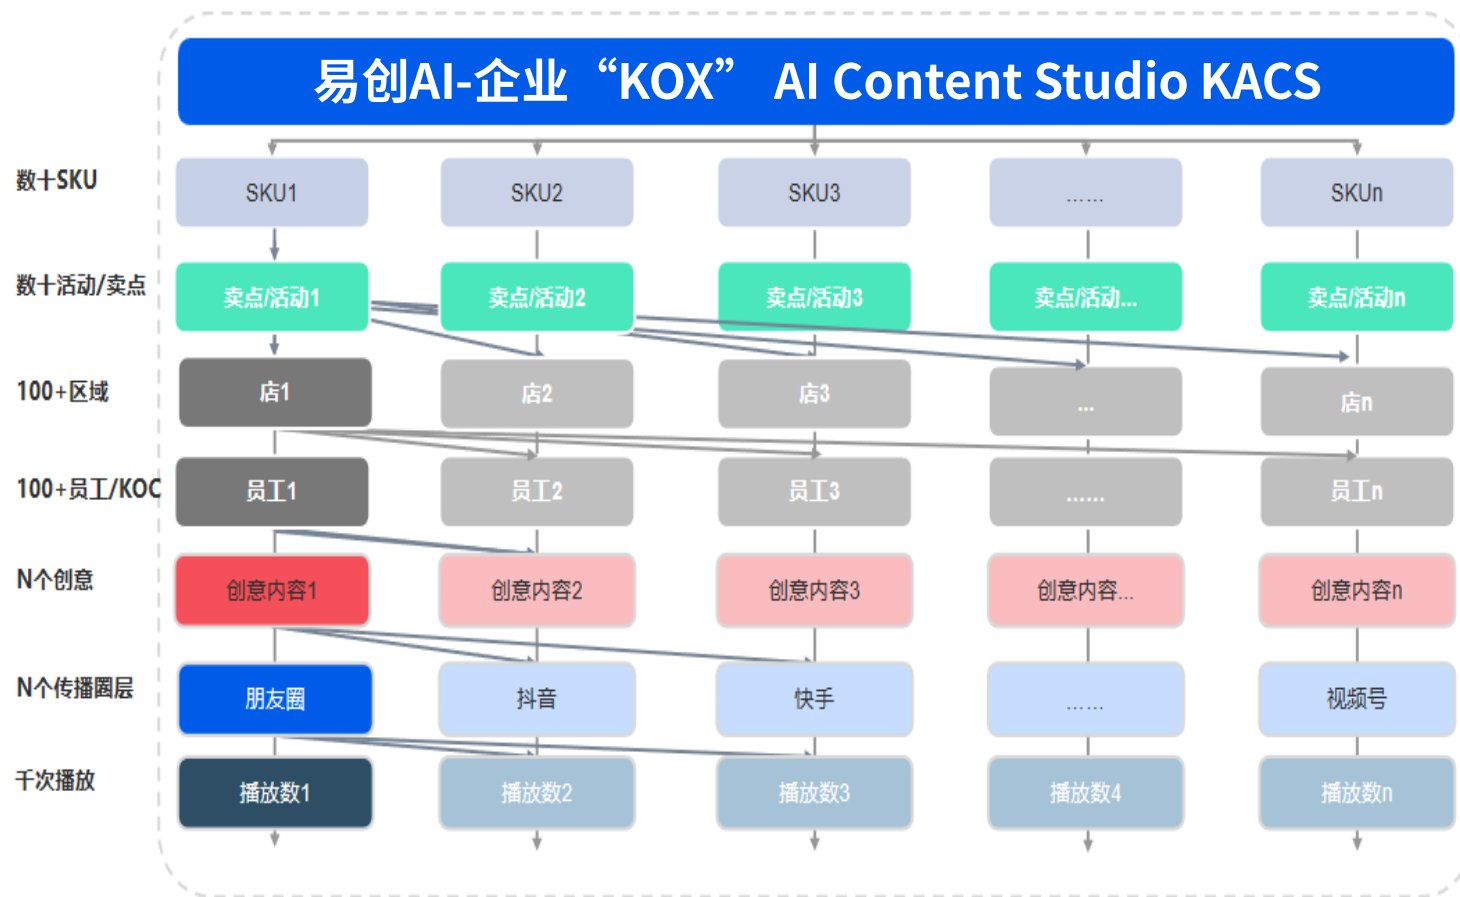 易创AI-企业“KOX” AI Content Studio KACS
数十SKU
SKU1
SKU2
SKU3
……
SKUn
数十活动/卖点
卖点/活动1
卖点/活动2
卖点/活动3
卖点/活动...
卖点/活动n
100+区域
店1
店2
店3
...
店n
100+员工/KOC
员工1
员工2
员工3
......
员工n
N个创意
创意内容1
创意内容2
创意内容3
创意内容...
创意内容n
N个传播圈层
朋友圈
抖音
快手
……
视频号
千次播放
播放数1
播放数2
播放数3
播放数4
播放数n